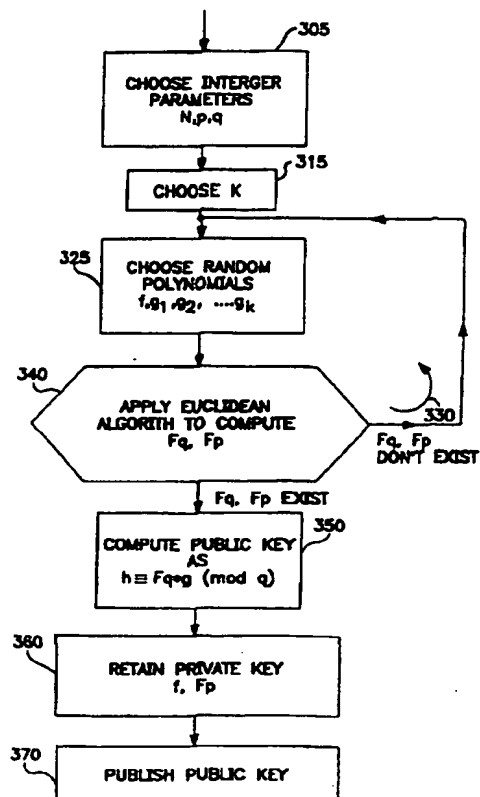 305
CHOOSE INTERGER
PARAMETERS
N,p,q
315
CHOOSE K
325
CHOOSE RANDOM
POLYNOMIALS
f,g1,g2, ....gk
340
APPLY EUCLIDEAN
ALGORITH TO COMPUTE
Fq, Fp
330
Fq, Fp
DON'T EXIST
Fq, Fp EXIST
350
COMPUTE PUBLIC KEY
AS
h ≡ Fq*g (mod q)
360
RETAIN PRIVATE KEY
f, Fp
370
PUBLISH PUBLIC KEY